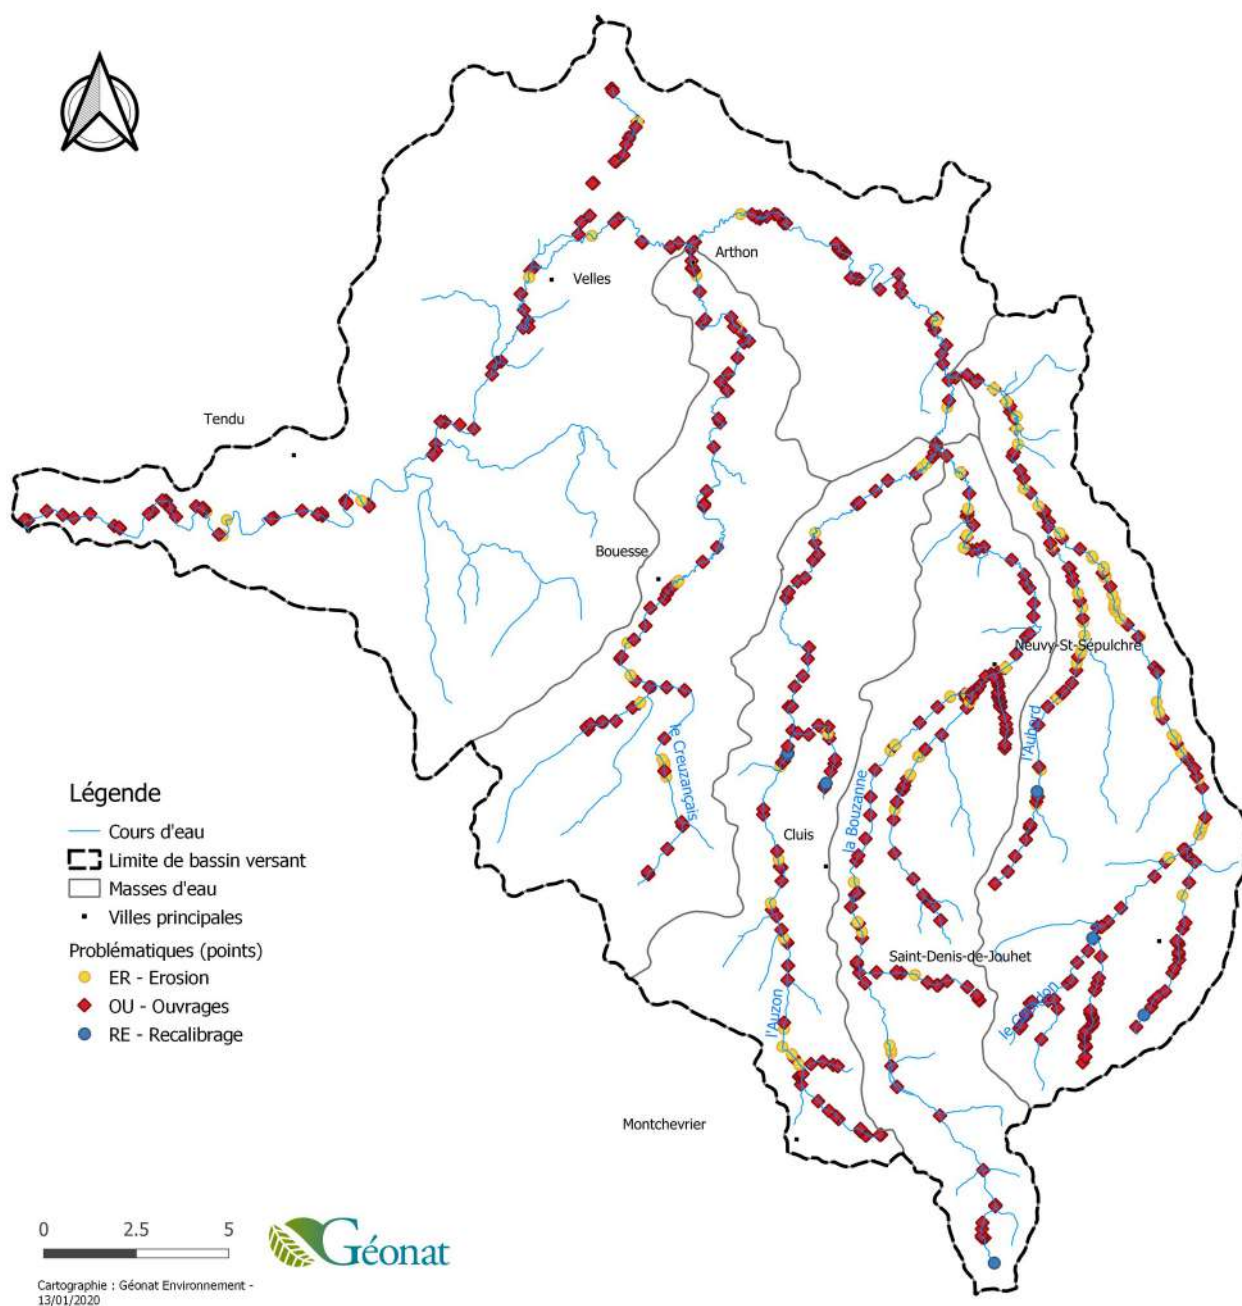 Arthon
Velles
Tendu
Bouesse
Neuvy-St-Sépulchre
l'Aubord
le Creuzançais
la Bouzanne
Cluis
Saint-Denis-de-Jouhet
l'Auzon
Montchevrier
Légende
Cours d'eau
Limite de bassin versant
Masses d'eau
Villes principales
Problématiques (points)
ER - Erosion
OU - Ouvrages
RE - Recalibrage
0 2.5 5
Géonat
Cartographie : Géonat Environnement -
13/01/2020